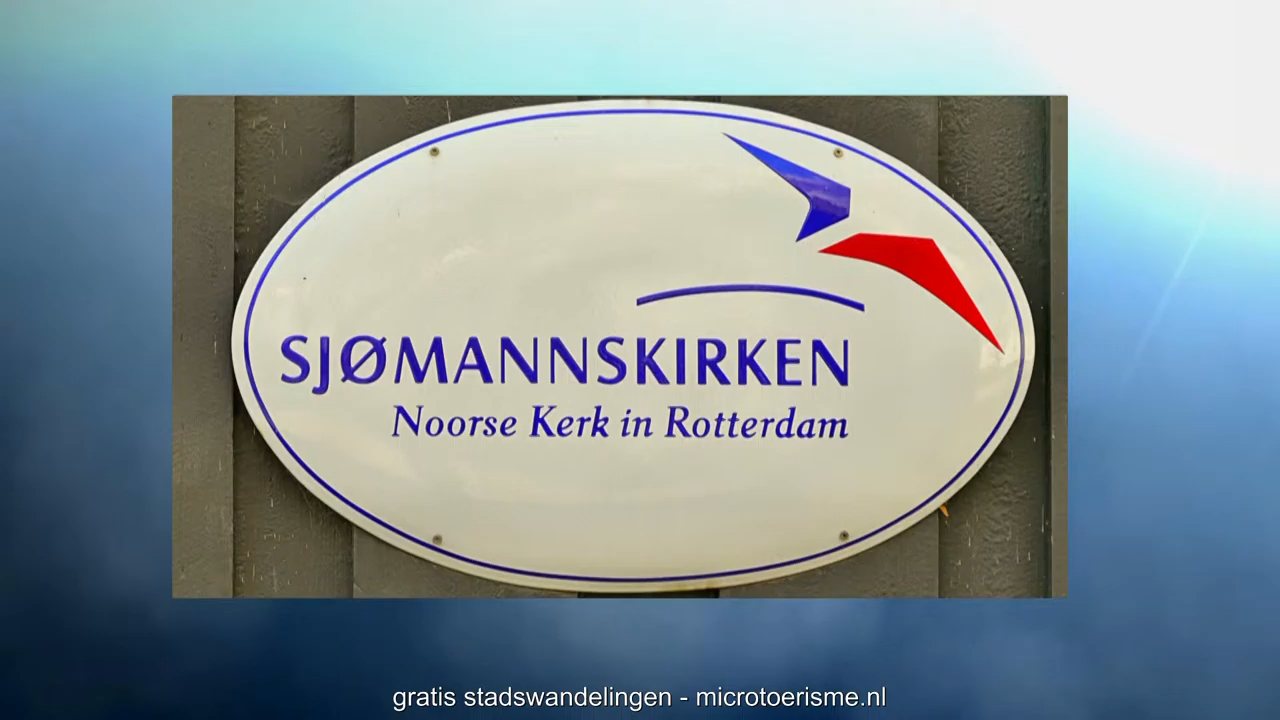 SJØMANNSKIRKEN
Noorse Kerk in Rotterdam
gratis stadswandelingen - microtoerisme.nl